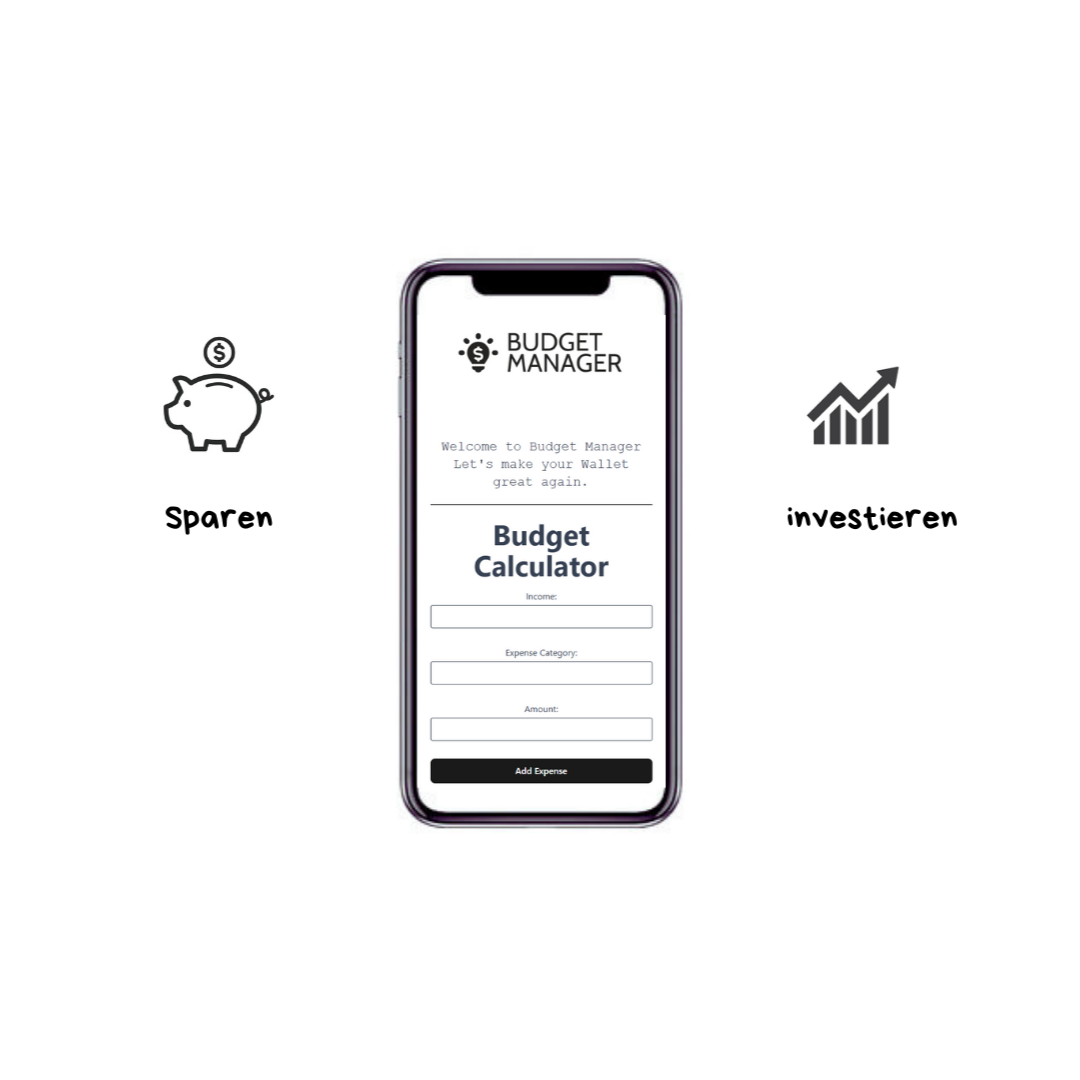 BUDGET
MANAGER
Welcome to Budget Manager
Let's make your Wallet
great again.
Sparen
investieren
Budget
Calculator
Income:
Expense Category:
Amount:
Add Expense